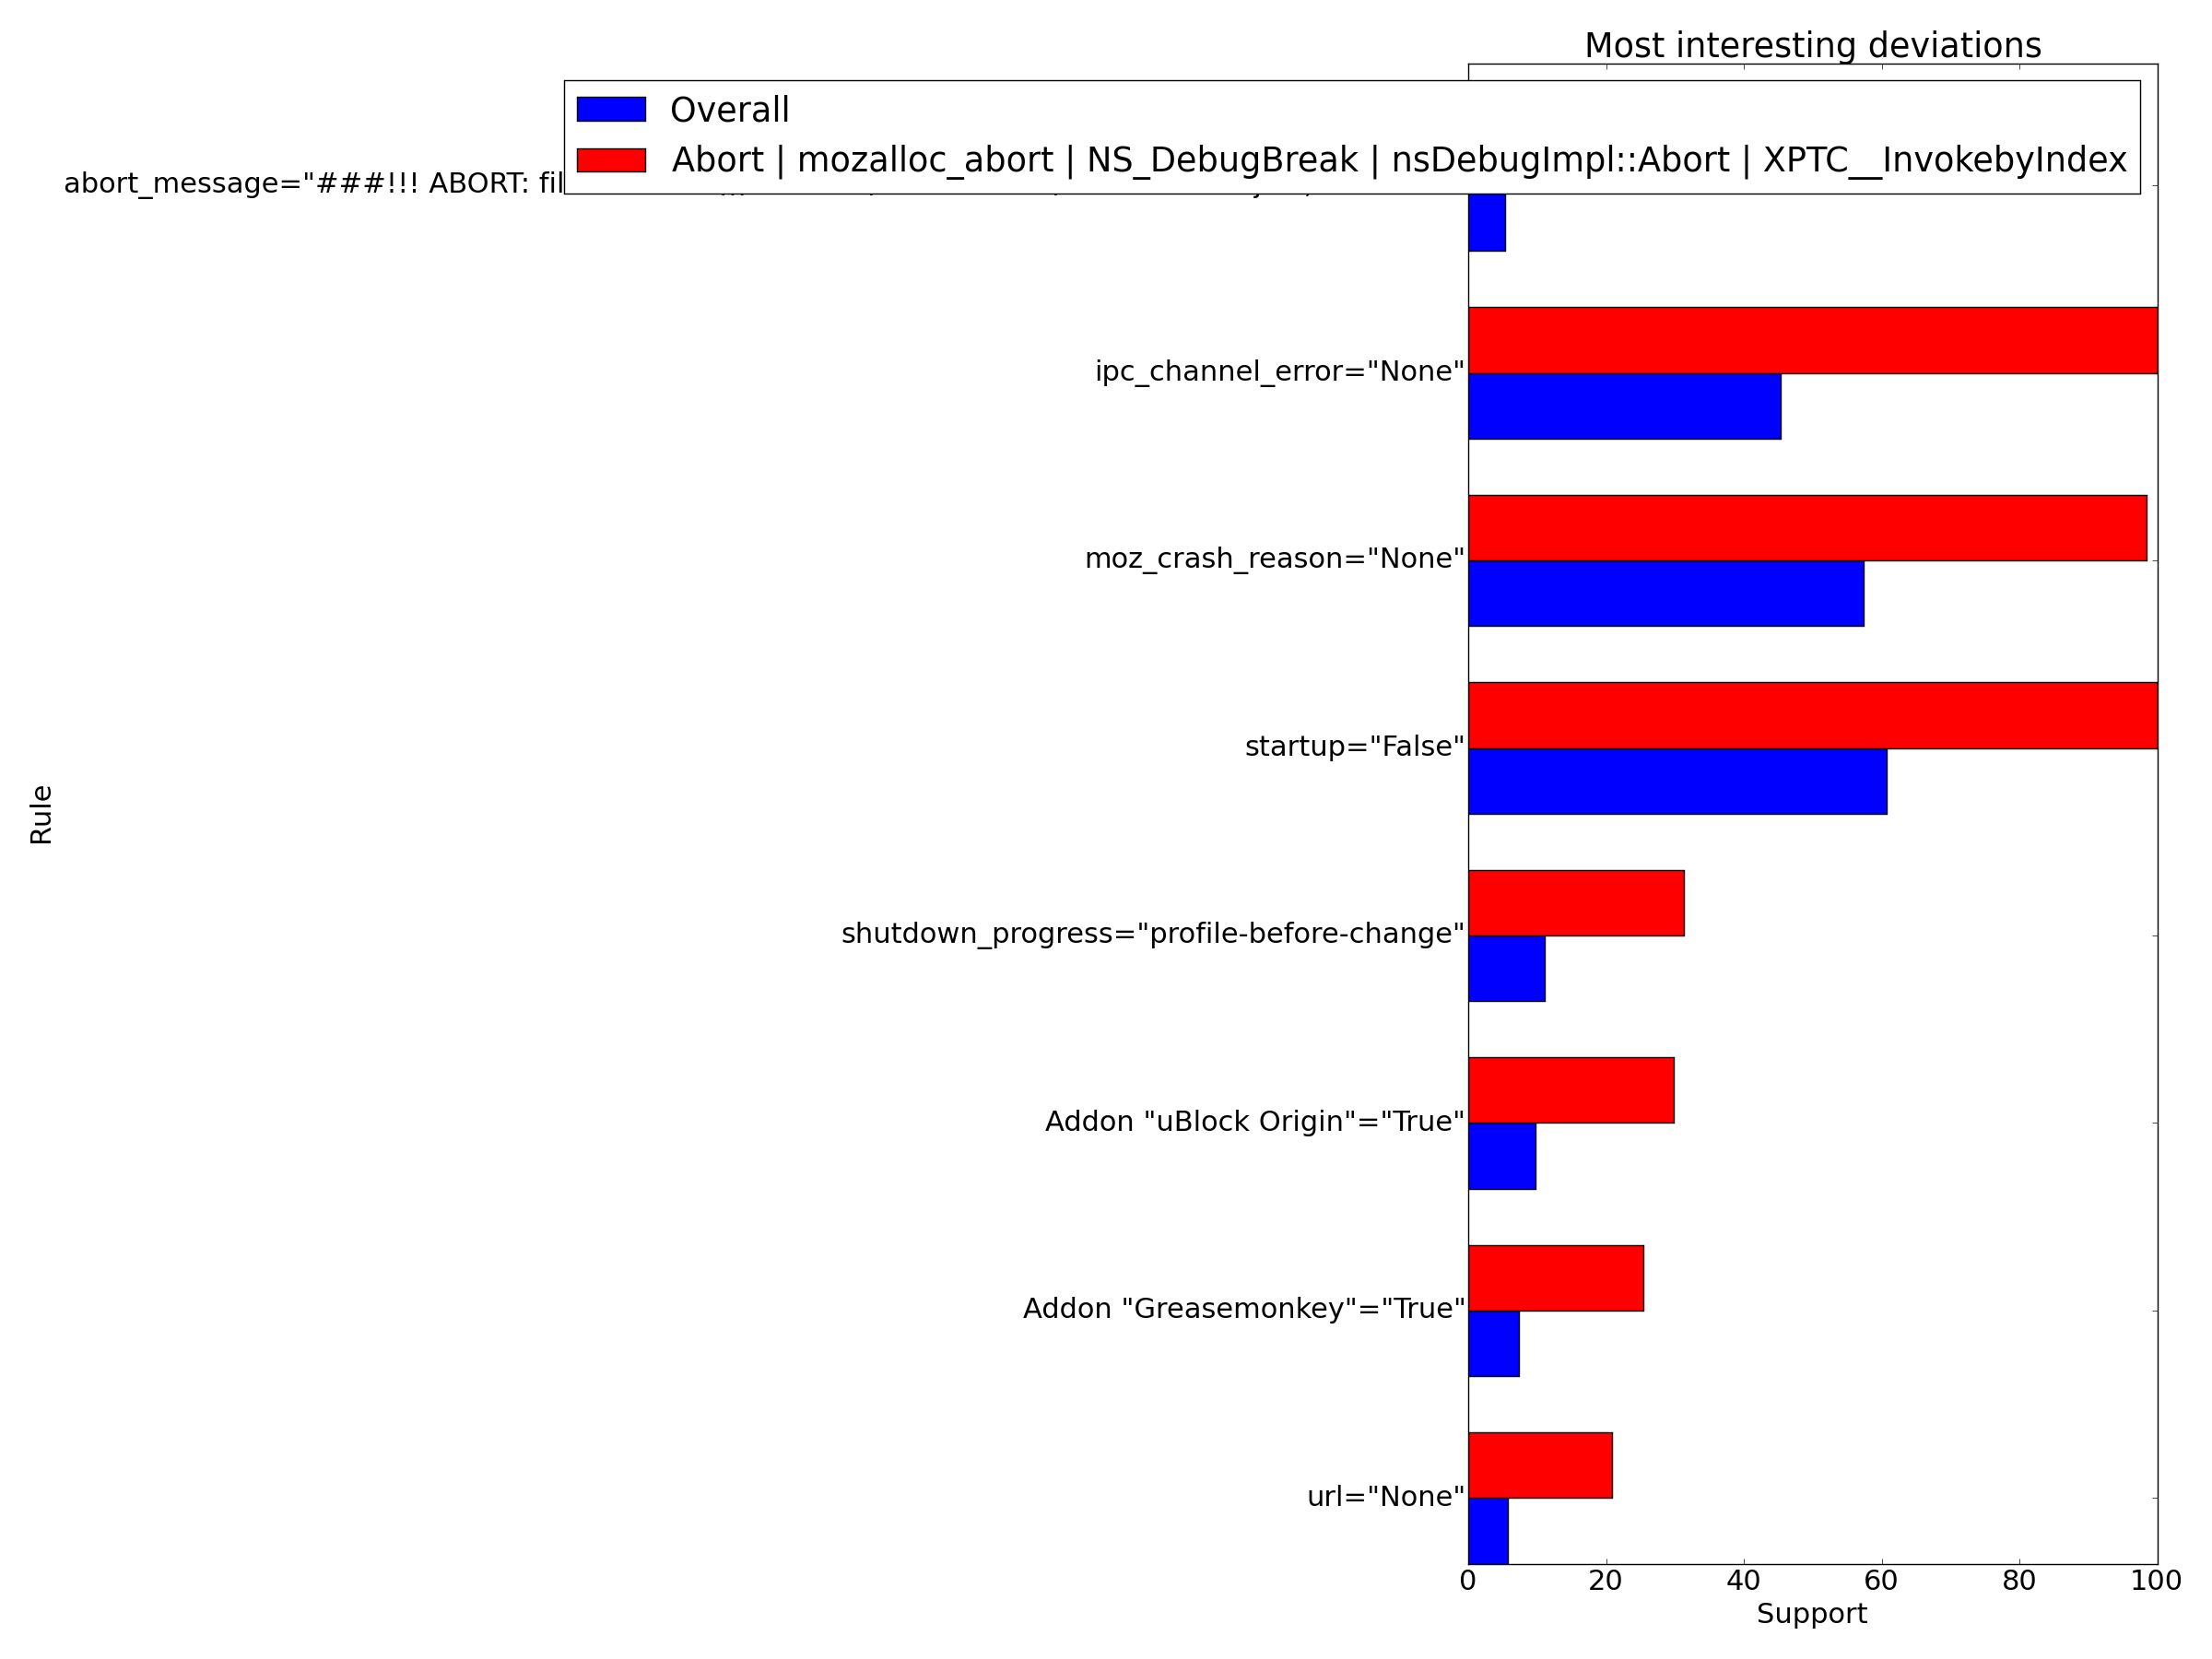 Most interesting deviations
Overall
Abort | mozalloc_abort | NS_DebugBreak | nsDebugImpl::Abort | XPTC__InvokebyIndex
abort_message="###!!! ABORT: fil
ipc_channel_error="None"
moz_crash_reason="None"
startup="False"
Rule
shutdown_progress="profile-before-change"
Addon "uBlock Origin"="True"
Addon "Greasemonkey"="True"
url="None"
0 20 40 60 80 100
Support